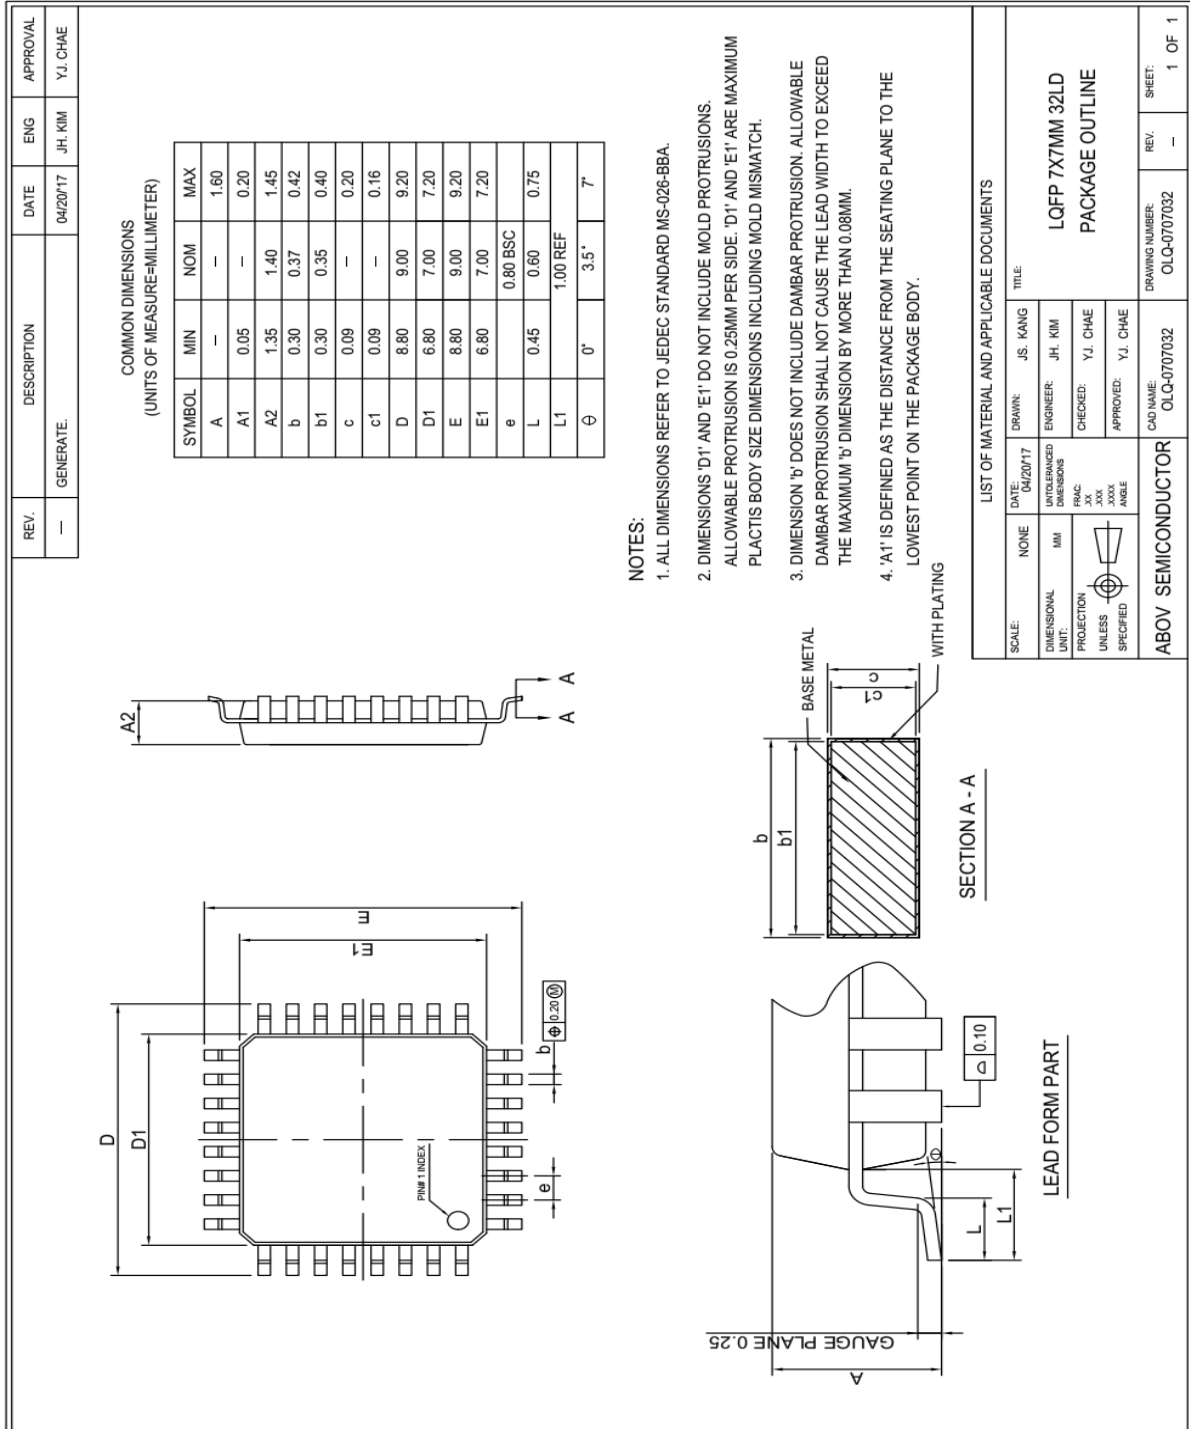 REV. DESCRIPTION DATE ENG APPROVAL
— GENERATE. 04/20/'17 JH. KIM YJ. CHAE
COMMON DIMENSIONS
(UNITS OF MEASURE=MILLIMETER)
SYMBOL MIN NOM MAX
A — — 1.60
A1 0.05 — 0.20
A2 1.35 1.40 1.45
b 0.30 0.37 0.42
b1 0.30 0.35 0.40
c 0.09 — 0.20
c1 0.09 — 0.16
D 8.80 9.00 9.20
D1 6.80 7.00 7.20
E 8.80 9.00 9.20
E1 6.80 7.00 7.20
e 0.80 BSC
L 0.45 0.60 0.75
L1 1.00 REF
θ 0° 3.5° 7°
NOTES:
1. ALL DIMENSIONS REFER TO JEDEC STANDARD MS-026-BBA.
2. DIMENSIONS 'D1' AND 'E1' DO NOT INCLUDE MOLD PROTRUSIONS.
ALLOWABLE PROTRUSION IS 0.25MM PER SIDE. 'D1' AND 'E1' ARE MAXIMUM
PLACTIS BODY SIZE DIMENSIONS INCLUDING MOLD MISMATCH.
3. DIMENSION 'b' DOES NOT INCLUDE DAMBAR PROTRUSION. ALLOWABLE
DAMBAR PROTRUSION SHALL NOT CAUSE THE LEAD WIDTH TO EXCEED
THE MAXIMUM 'b' DIMENSION BY MORE THAN 0.08MM.
4. 'A1' IS DEFINED AS THE DISTANCE FROM THE SEATING PLANE TO THE
LOWEST POINT ON THE PACKAGE BODY.
D
D1
E
E1
PIN# 1 INDEX
e
b
⌖ 0.20 Ⓜ
A2
A
A
GAUGE PLANE 0.25
A
L
L1
θ
⌓ 0.10
LEAD FORM PART
b
b1
BASE METAL
c
c1
WITH PLATING
SECTION A - A
LIST OF MATERIAL AND APPLICABLE DOCUMENTS
SCALE: NONE
DATE: 04/20/'17
DRAWN: JS. KANG
TITLE:
LQFP 7X7MM 32LD
PACKAGE OUTLINE
DIMENSIONAL
UNIT: MM
UNTOLERANCED
DIMENSIONS
FRAC:
.XX
.XXX
.XXXX
ANGLE
ENGINEER: JH. KIM
CHECKED: YJ. CHAE
APPROVED: YJ. CHAE
PROJECTION
UNLESS
SPECIFIED
ABOV SEMICONDUCTOR
CAD NAME:
OLQ-0707032
DRAWING NUMBER:
OLQ-0707032
REV.
—
SHEET:
1 OF 1